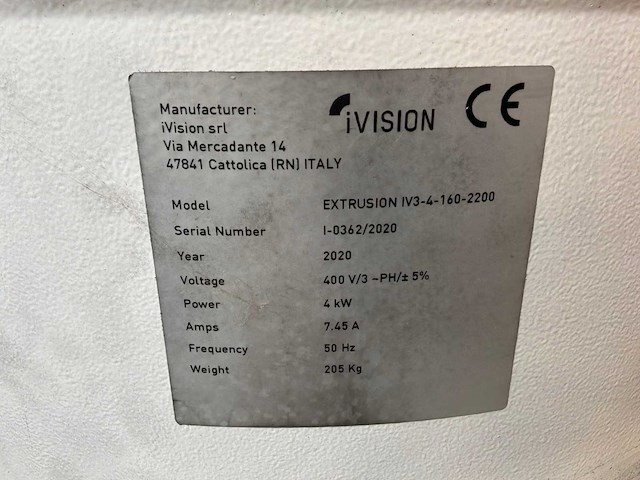 Manufacturer:
iVision srl
Via Mercadante 14
47841 Cattolica (RN) ITALY
iVISION CE
Model EXTRUSION IV3-4-160-2200
Serial Number I-0362/2020
Year 2020
Voltage 400 V/3 ~PH/± 5%
Power 4 kW
Amps 7.45 A
Frequency 50 Hz
Weight 205 Kg